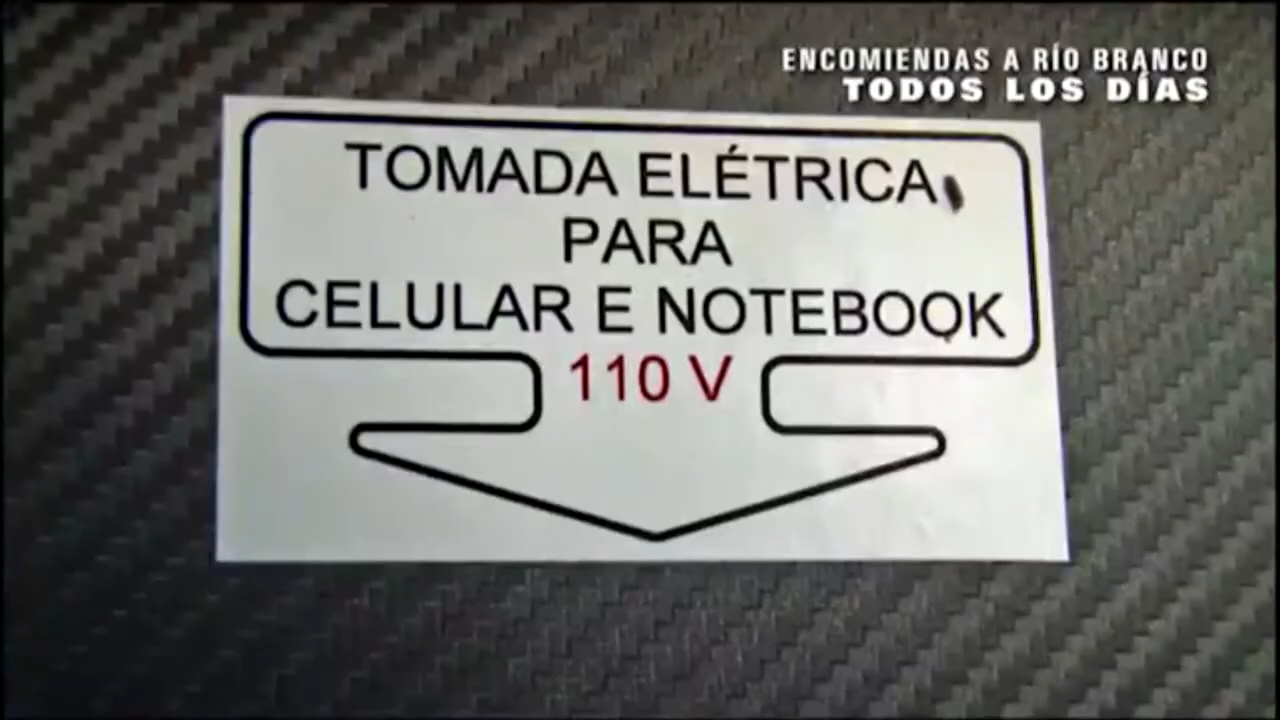 ENCOMIENDAS A RÍO BRANCO
TODOS LOS DÍAS
TOMADA ELÉTRICA
PARA
CELULAR E NOTEBOOK
110 V